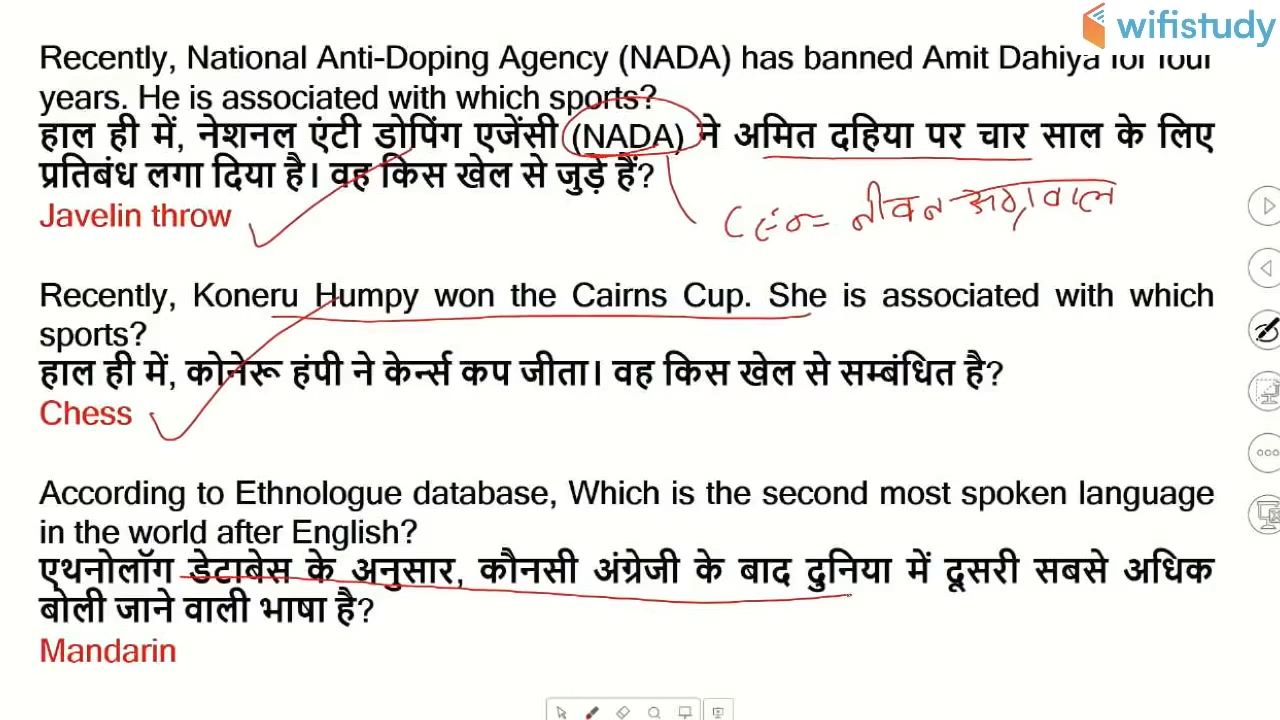 wifistudy
Recently, National Anti-Doping Agency (NADA) has banned Amit Dahiya for four
years. He is associated with which sports?
हाल ही में, नेशनल एंटी डोपिंग एजेंसी (NADA) ने अमित दहिया पर चार साल के लिए
प्रतिबंध लगा दिया है। वह किस खेल से जुड़े हैं?
Javelin throw
CEO= नीवन अग्रावाल
Recently, Koneru Humpy won the Cairns Cup. She is associated with which
sports?
हाल ही में, कोनेरू हंपी ने केर्न्स कप जीता। वह किस खेल से सम्बंधित है?
Chess
According to Ethnologue database, Which is the second most spoken language
in the world after English?
एथनोलॉग डेटाबेस के अनुसार, कौनसी अंग्रेजी के बाद दुनिया में दूसरी सबसे अधिक
बोली जाने वाली भाषा है?
Mandarin